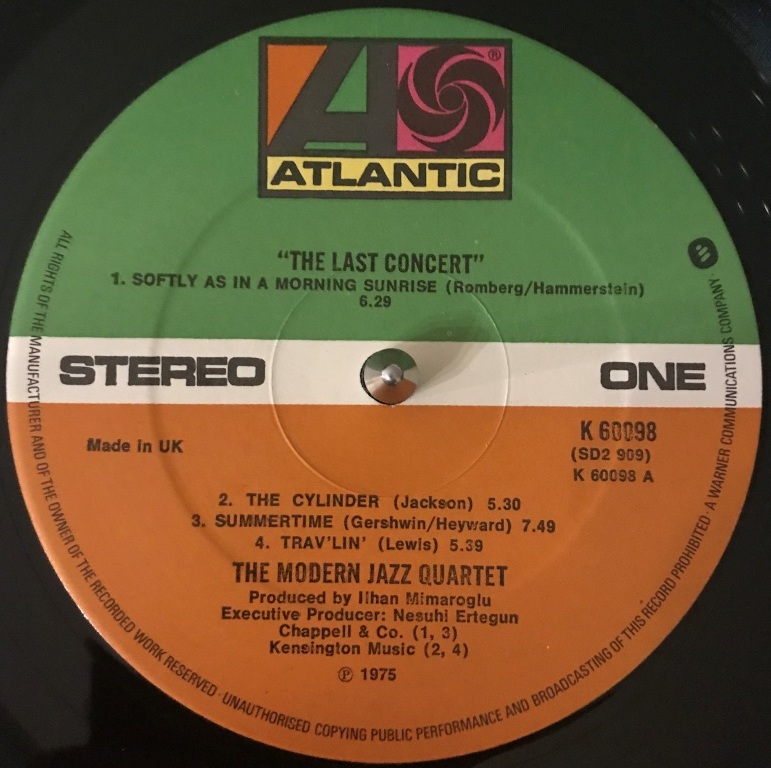 ®
ATLANTIC
"THE LAST CONCERT"
1. SOFTLY AS IN A MORNING SUNRISE (Romberg/Hammerstein)
6.29
STEREO
ONE
Made in UK
K 60098
(SD2 909)
K 60098 A
2. THE CYLINDER (Jackson) 5.30
3. SUMMERTIME (Gershwin/Heyward) 7.49
4. TRAV'LIN' (Lewis) 5.39
THE MODERN JAZZ QUARTET
Produced by Ilhan Mimaroglu
Executive Producer: Nesuhi Ertegun
Chappell & Co. (1, 3)
Kensington Music (2, 4)
℗ 1975
ALL RIGHTS OF THE MANUFACTURER AND OF THE OWNER OF THE RECORDED WORK RESERVED · UNAUTHORISED COPYING PUBLIC PERFORMANCE AND BROADCASTING OF THIS RECORD PROHIBITED · A WARNER COMMUNICATIONS COMPANY